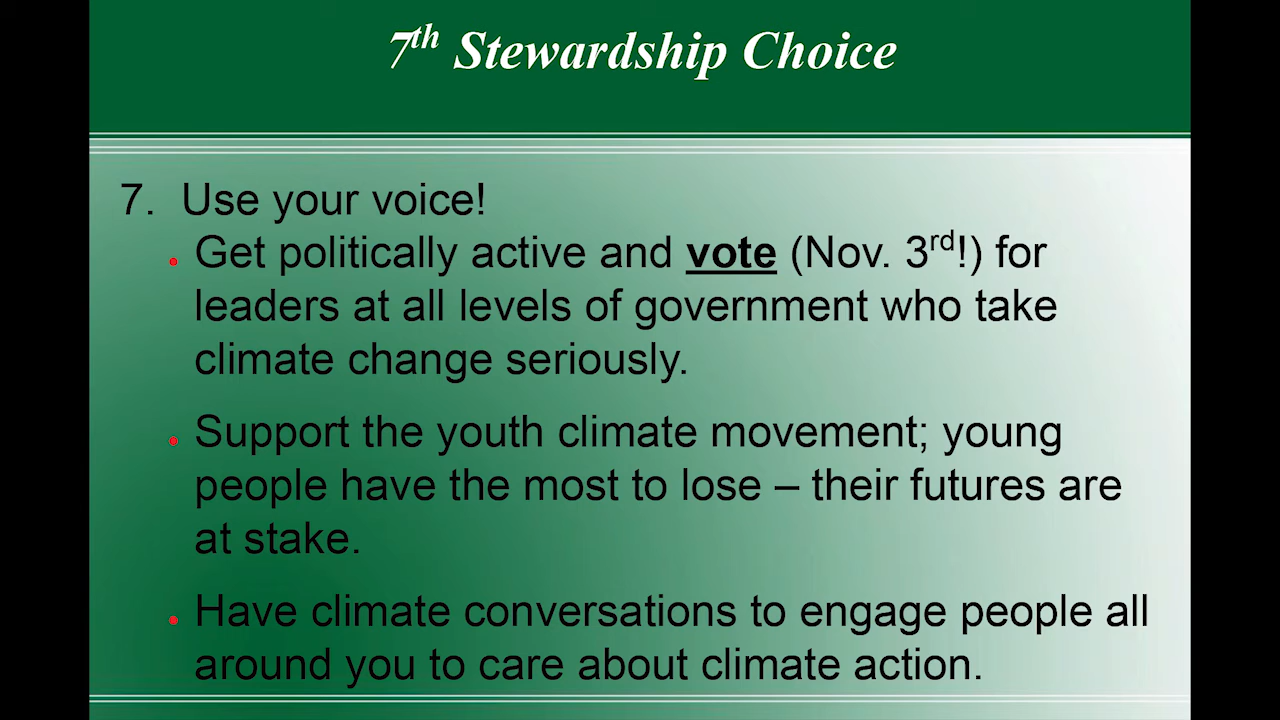 7th Stewardship Choice
7. Use your voice!
• Get politically active and vote (Nov. 3rd!) for
leaders at all levels of government who take
climate change seriously.
• Support the youth climate movement; young
people have the most to lose – their futures are
at stake.
• Have climate conversations to engage people all
around you to care about climate action.